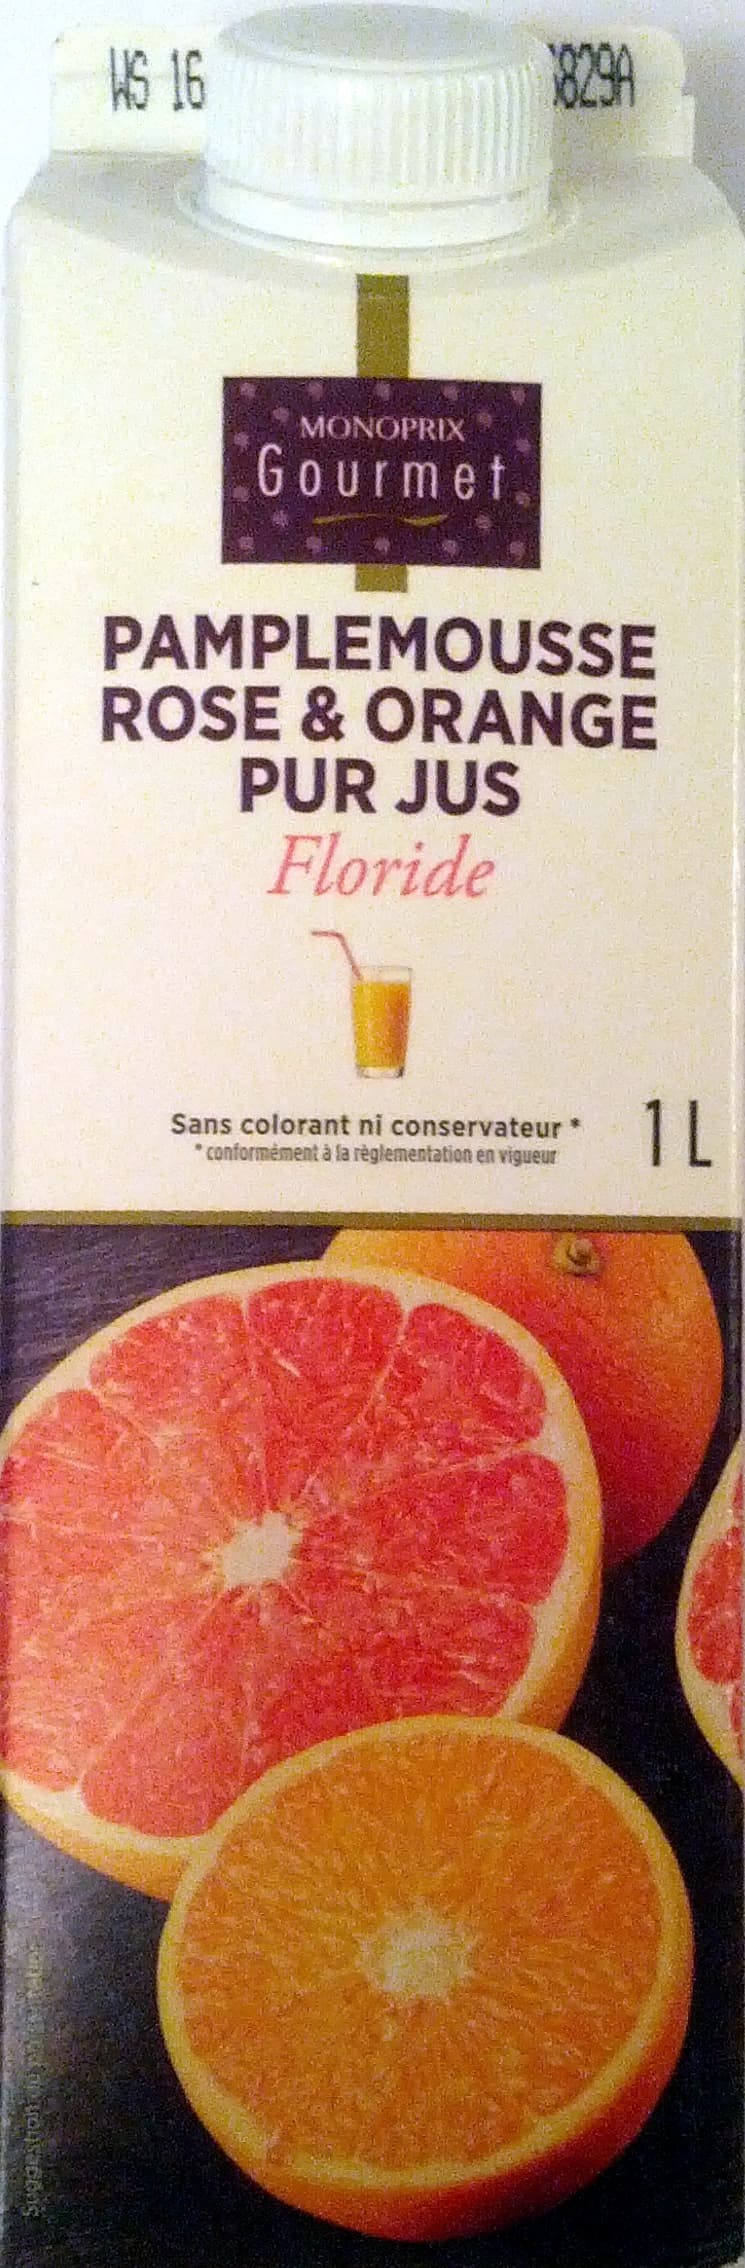 WS 16 829A
MONOPRIX
Gourmet
PAMPLEMOUSSE
ROSE & ORANGE
PUR JUS
Floride
Sans colorant ni conservateur *
* conformément à la règlementation en vigueur
1 L
Suggestion